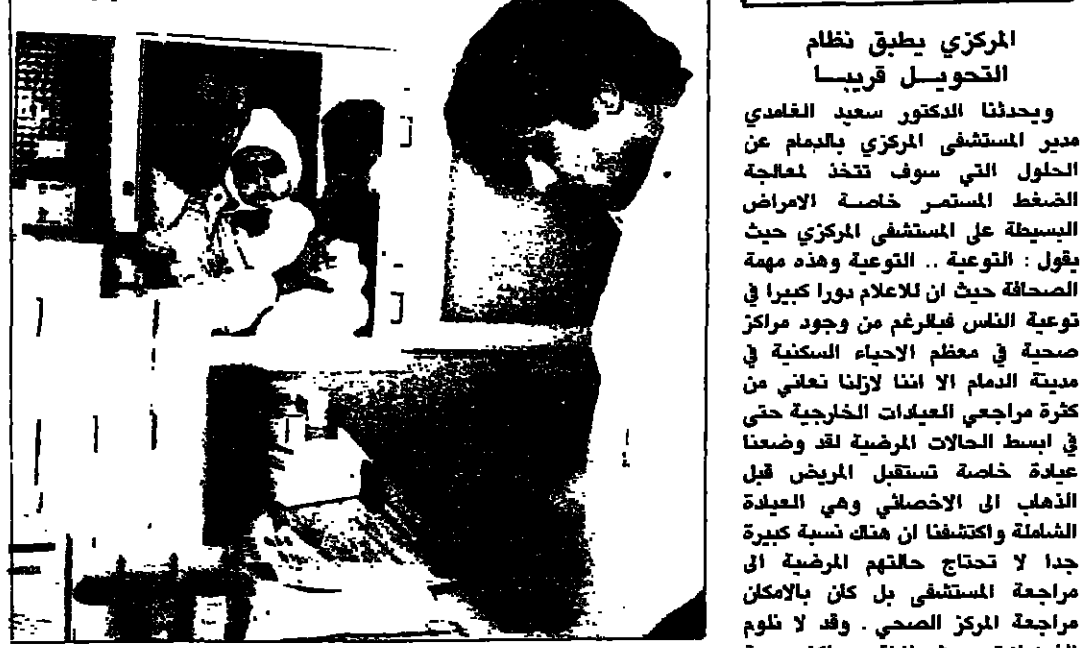 المركزي يطبق نظام
التحويــل قريبــا
ويحدثنا الدكتور سعيد الغامدي
مدير المستشفى المركزي بالدمام عن
الحلول التي سوف تتخذ لمعالجة
الضغط المستمر خاصـة الامراض
البسيطة على المستشفى المركزي حيث
يقول : التوعية .. التوعية وهذه مهمة
الصحافة حيث ان للاعلام دورا كبيرا في
توعية الناس فبالرغم من وجود مراكز
صحية في معظم الاحياء السكنية في
مدينة الدمام الا اننا لازلنا نعاني من
كثرة مراجعي العيادات الخارجية حتى
في ابسط الحالات المرضية لقد وضعنا
عيادة خاصة تستقبل المريض قبل
الذهاب الى الاخصائي وهي العيادة
الشاملة واكتشفنا ان هناك نسبة كبيرة
جدا لا تحتاج حالتهم المرضية الى
مراجعة المستشفى بل كان بالامكان
مراجعة المركز الصحي . وقد لا نلوم